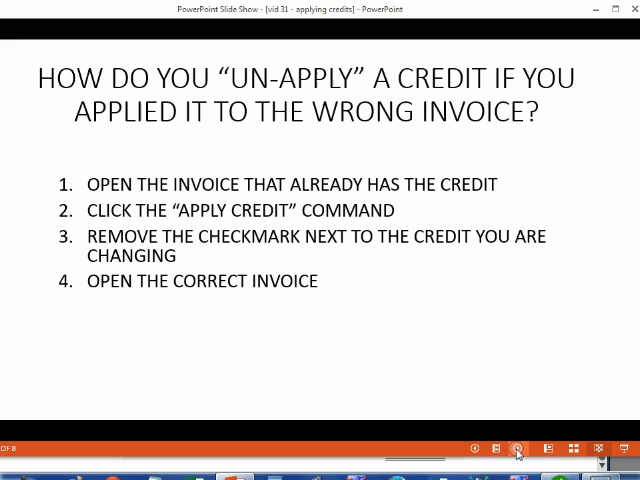 PowerPoint Slide Show - [vid 31 - applying credits] - PowerPoint
HOW DO YOU “UN-APPLY” A CREDIT IF YOU
APPLIED IT TO THE WRONG INVOICE?
1. OPEN THE INVOICE THAT ALREADY HAS THE CREDIT
2. CLICK THE “APPLY CREDIT” COMMAND
3. REMOVE THE CHECKMARK NEXT TO THE CREDIT YOU ARE
CHANGING
4. OPEN THE CORRECT INVOICE
OF 8